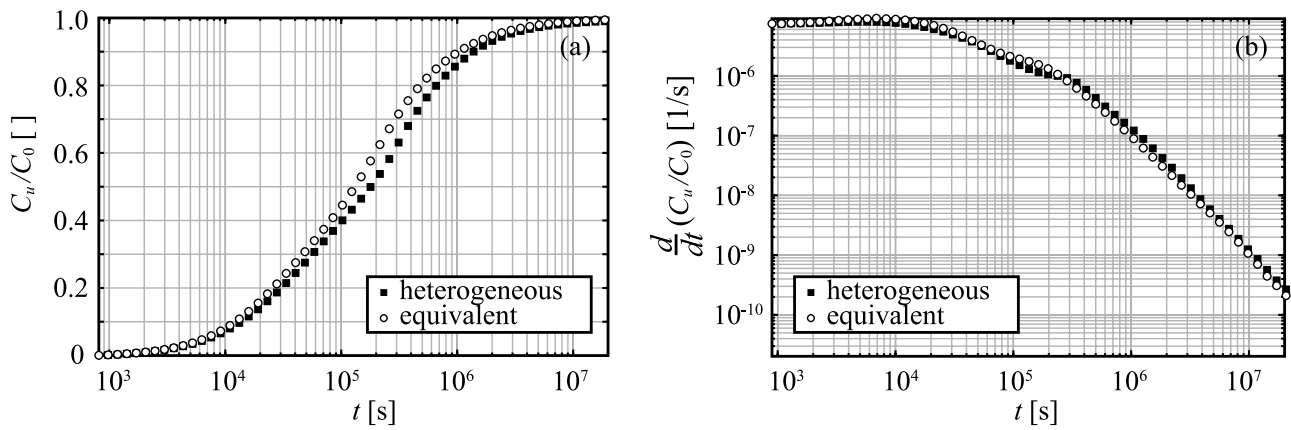 1.0
0.8
0.6
0.4
0.2
0
C_u/C_0 [ ]
(a)
heterogeneous
equivalent
10^3 10^4 10^5 10^6 10^7
t [s]
10^-6
10^-7
10^-8
10^-9
10^-10
d/dt (C_u/C_0) [1/s]
(b)
heterogeneous
equivalent
10^3 10^4 10^5 10^6 10^7
t [s]